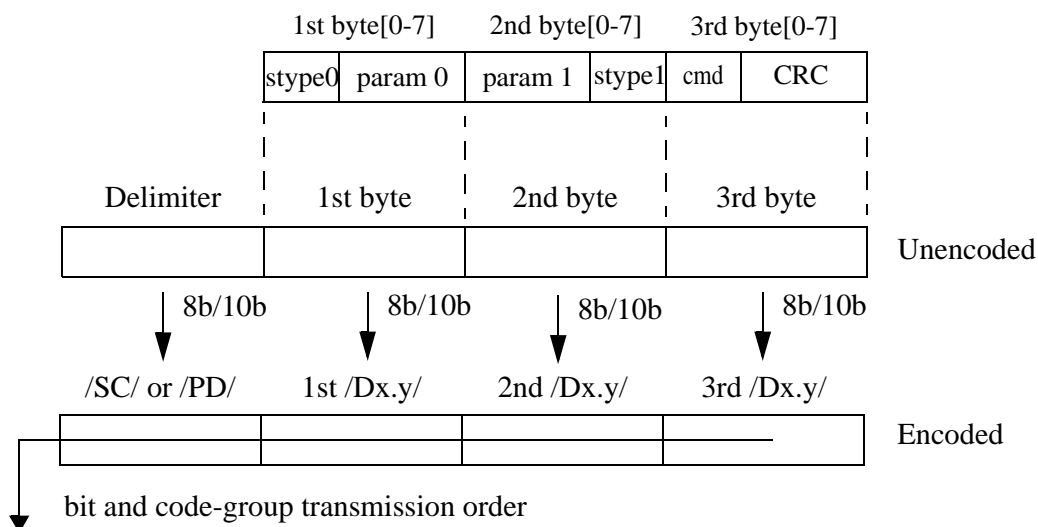 1st byte[0-7] 2nd byte[0-7] 3rd byte[0-7]
stype0 param 0 param 1 stype1 cmd CRC
Delimiter 1st byte 2nd byte 3rd byte
Unencoded
8b/10b 8b/10b 8b/10b 8b/10b
/SC/ or /PD/ 1st /Dx.y/ 2nd /Dx.y/ 3rd /Dx.y/
Encoded
bit and code-group transmission order